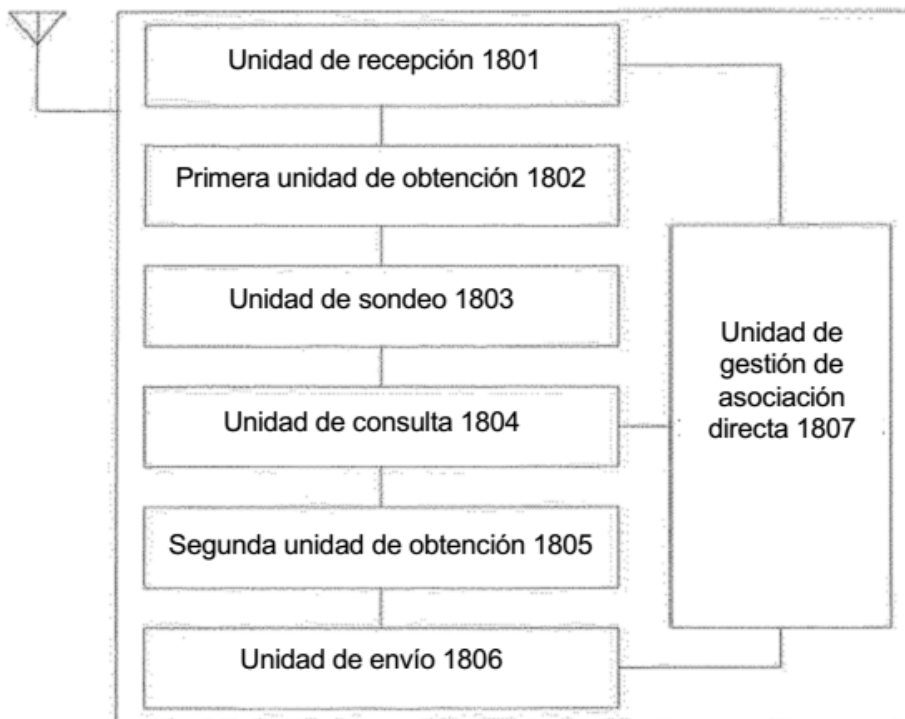 Unidad de recepción 1801
Primera unidad de obtención 1802
Unidad de sondeo 1803
Unidad de consulta 1804
Segunda unidad de obtención 1805
Unidad de envío 1806
Unidad de
gestión de
asociación
directa 1807